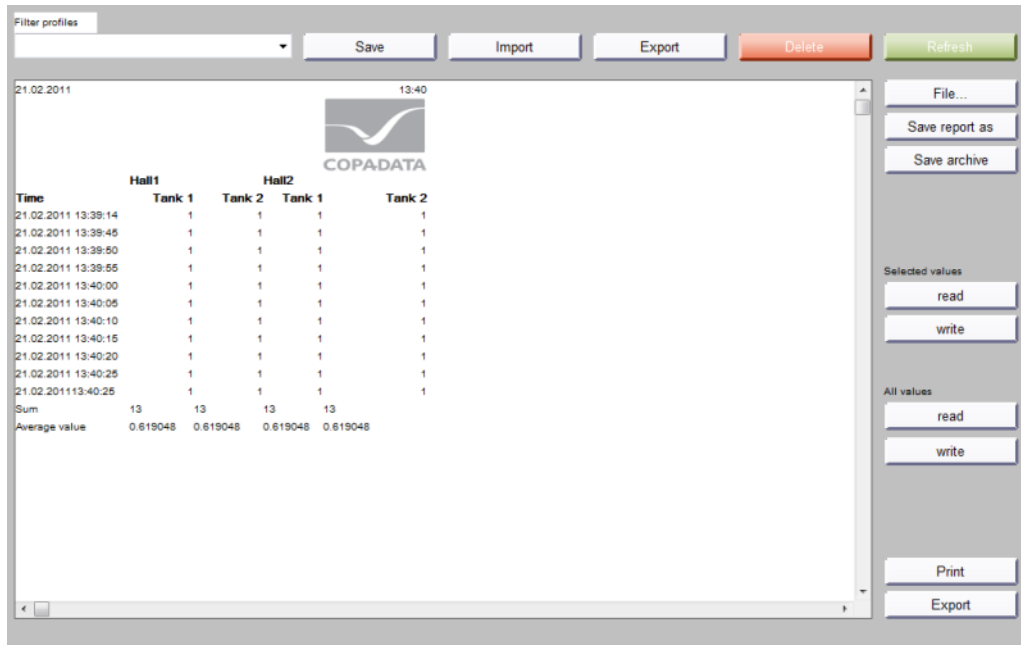 Filter profiles
Save Import Export Delete Refresh
21.02.2011 13:40
COPADATA
Hall1 Hall2
Time Tank 1 Tank 2 Tank 1 Tank 2
21.02.2011 13:39:14 1 1 1 1
21.02.2011 13:39:45 1 1 1 1
21.02.2011 13:39:50 1 1 1 1
21.02.2011 13:39:55 1 1 1 1
21.02.2011 13:40:00 1 1 1 1
21.02.2011 13:40:05 1 1 1 1
21.02.2011 13:40:10 1 1 1 1
21.02.2011 13:40:15 1 1 1 1
21.02.2011 13:40:20 1 1 1 1
21.02.2011 13:40:25 1 1 1 1
21.02.201113:40:25 1 1 1 1
Sum 13 13 13 13
Average value 0.619048 0.619048 0.619048 0.619048
File...
Save report as
Save archive
Selected values
read
write
All values
read
write
Print
Export